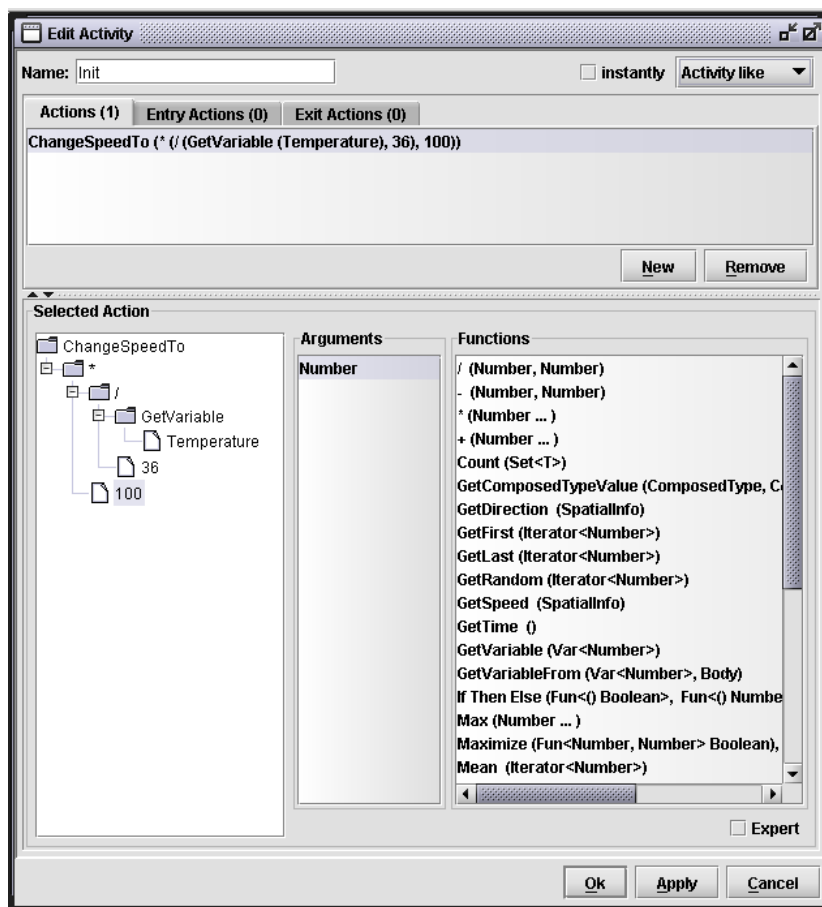 Edit Activity
Name: Init instantly Activity like
Actions (1) Entry Actions (0) Exit Actions (0)
ChangeSpeedTo (* (/ (GetVariable (Temperature), 36), 100))
New Remove
Selected Action
Arguments Functions
ChangeSpeedTo
*
/
GetVariable
Temperature
36
100
Number
/ (Number, Number)
- (Number, Number)
* (Number ... )
+ (Number ... )
Count (Set<T>)
GetComposedTypeValue (ComposedType, C
GetDirection (SpatialInfo)
GetFirst (Iterator<Number>)
GetLast (Iterator<Number>)
GetRandom (Iterator<Number>)
GetSpeed (SpatialInfo)
GetTime ()
GetVariable (Var<Number>)
GetVariableFrom (Var<Number>, Body)
If Then Else (Fun<() Boolean>, Fun<() Numbe
Max (Number ... )
Maximize (Fun<Number, Number> Boolean),
Mean (Iterator<Number>)
Expert
Ok Apply Cancel